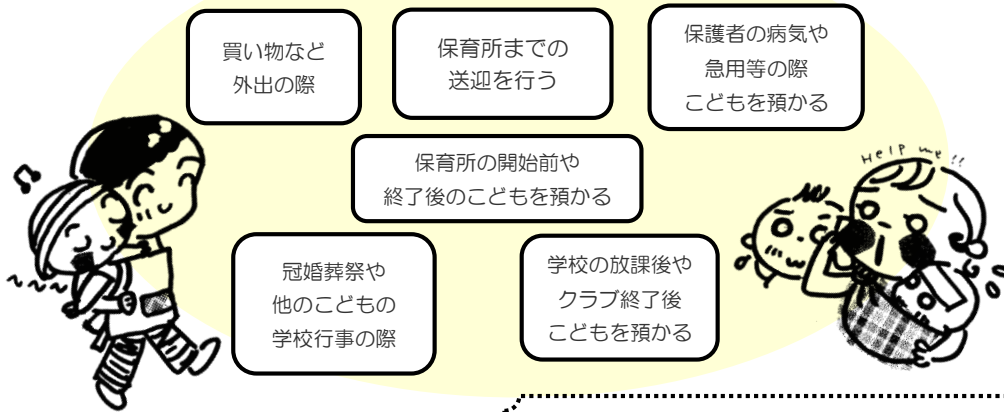 買い物など
外出の際
保育所までの
送迎を行う
保護者の病気や
急用等の際
こどもを預かる
保育所の開始前や
終了後のこどもを預かる
Help me!!
冠婚葬祭や
他のこどもの
学校行事の際
学校の放課後や
クラブ終了後
こどもを預かる